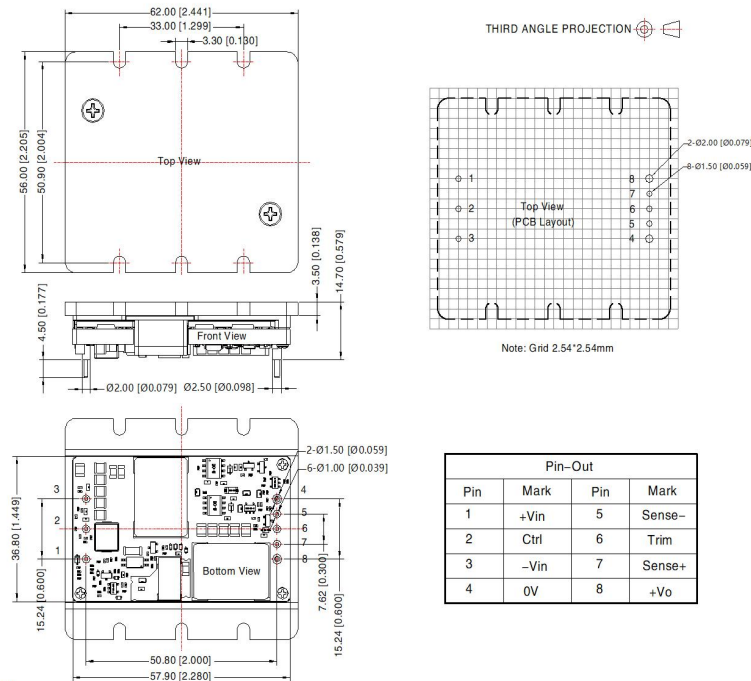 62.00 [2.441]
33.00 [1.299]
3.30 [0.130]
56.00 [2.205]
50.90 [2.004]
Top View
3.50 [0.138]
14.70 [0.579]
4.50 [0.177]
Front View
Ø2.00 [Ø0.079]
Ø2.50 [Ø0.098]
2-Ø1.50 [Ø0.059]
6-Ø1.00 [Ø0.039]
3
4
5
2
6
7
1
8
Bottom View
36.80 [1.449]
15.24 [0.600]
7.62 [0.300]
15.24 [0.600]
50.80 [2.000]
57.90 [2.280]
THIRD ANGLE PROJECTION
2-Ø2.00 [Ø0.079]
8-Ø1.50 [Ø0.059]
1
8
7
2
Top View
6
(PCB Layout)
5
3
4
Note: Grid 2.54*2.54mm
Pin-Out
Pin Mark Pin Mark
1 +Vin 5 Sense-
2 Ctrl 6 Trim
3 -Vin 7 Sense+
4 0V 8 +Vo